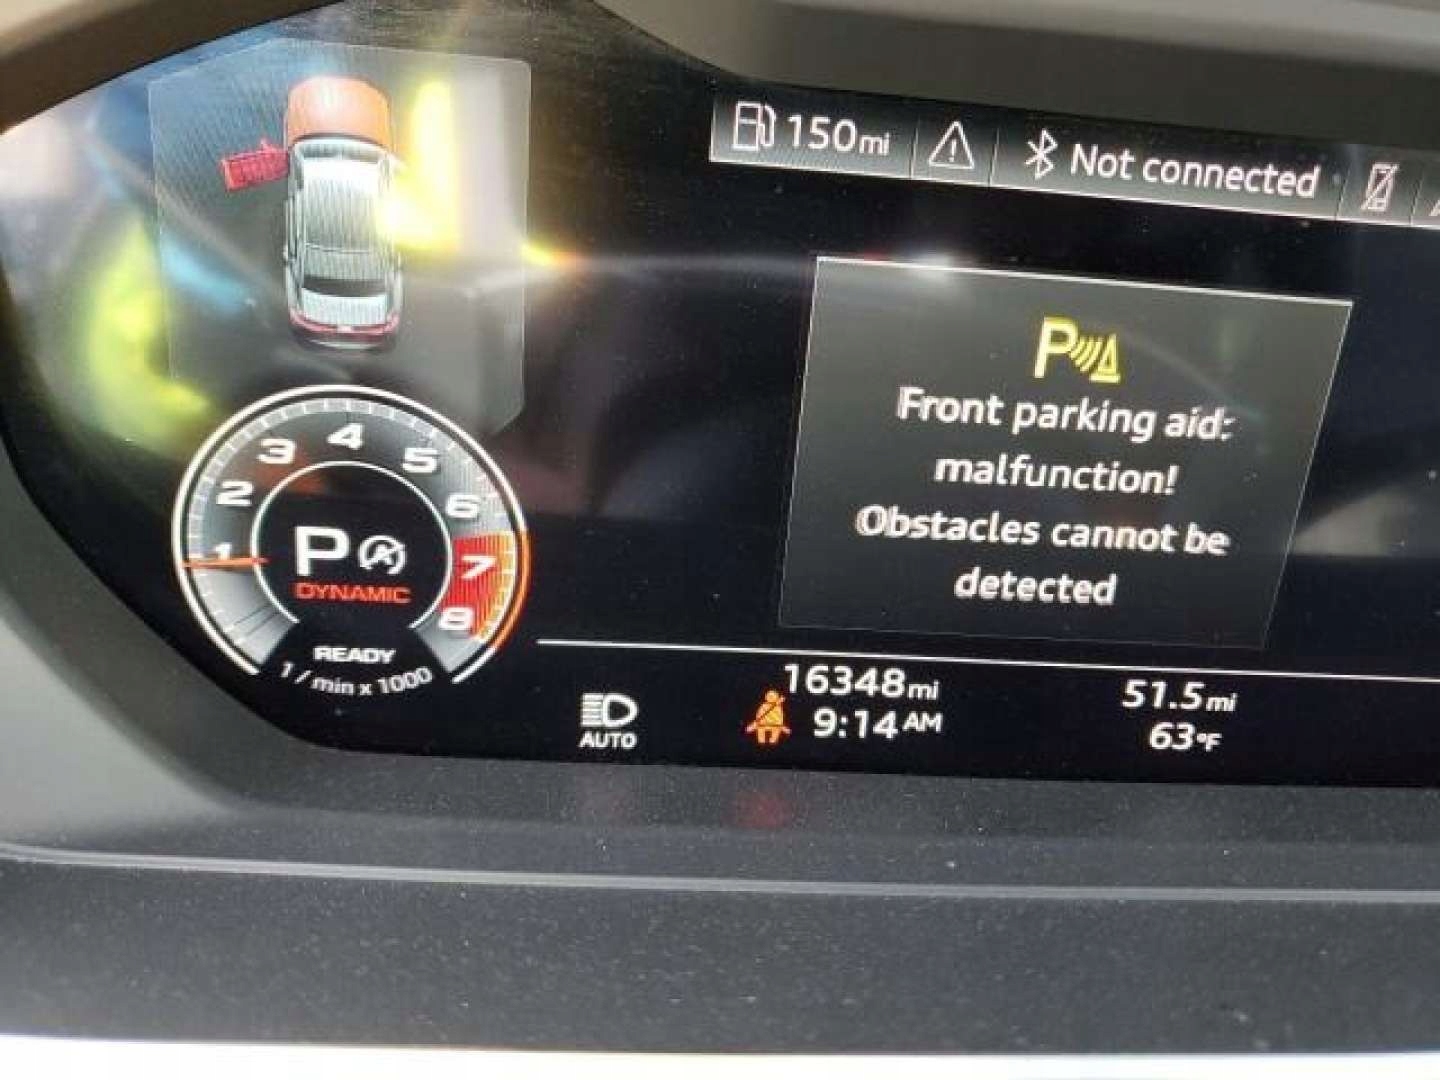 150mi
Not connected
P
Front parking aid:
malfunction!
Obstacles cannot be
detected
1 2 3 4 5 6 7 8
P A
DYNAMIC
READY
1/min x 1000
AUTO
16348mi
9:14AM
51.5mi
63°F